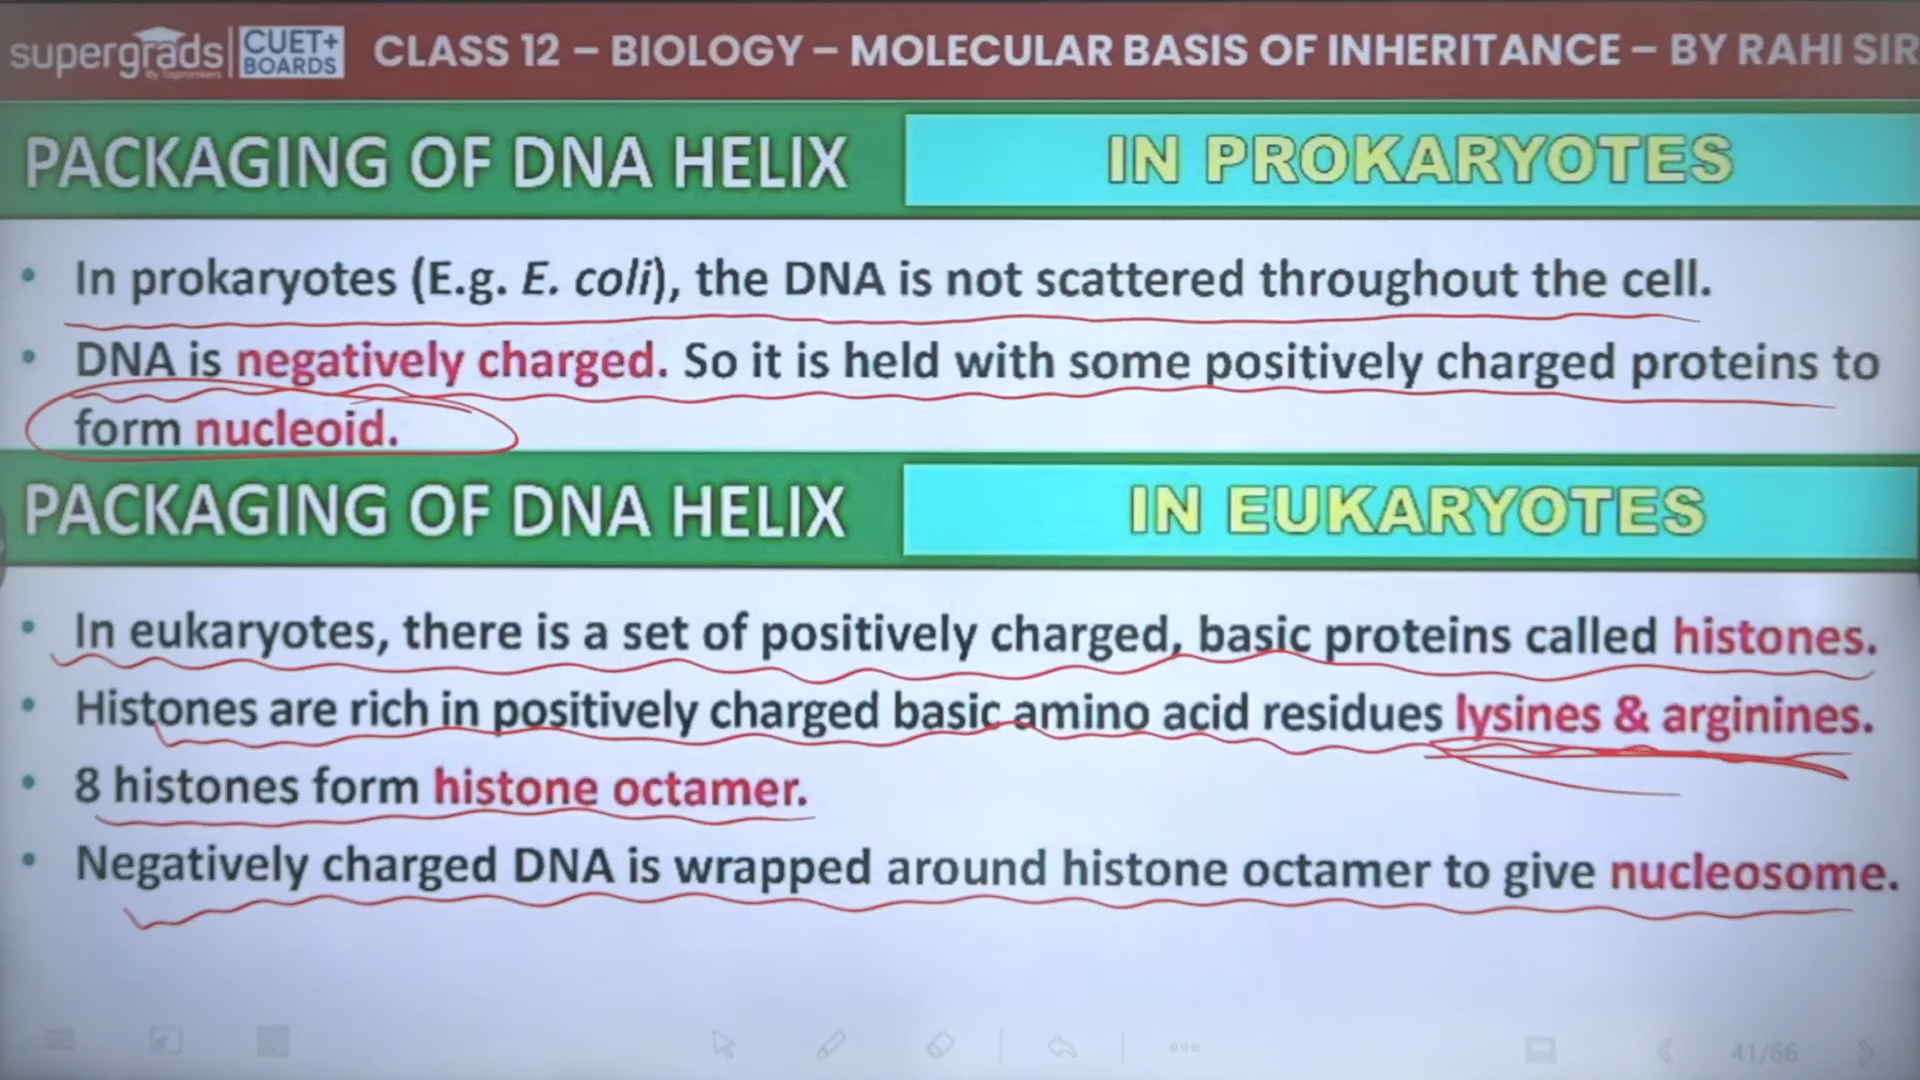 supergrads CUET+ BOARDS CLASS 12 – BIOLOGY – MOLECULAR BASIS OF INHERITANCE – BY RAHI SIR
By Toprankers
PACKAGING OF DNA HELIX IN PROKARYOTES
• In prokaryotes (E.g. E. coli), the DNA is not scattered throughout the cell.
• DNA is negatively charged. So it is held with some positively charged proteins to
form nucleoid.
PACKAGING OF DNA HELIX IN EUKARYOTES
• In eukaryotes, there is a set of positively charged, basic proteins called histones.
• Histones are rich in positively charged basic amino acid residues lysines & arginines.
• 8 histones form histone octamer.
• Negatively charged DNA is wrapped around histone octamer to give nucleosome.
41/66